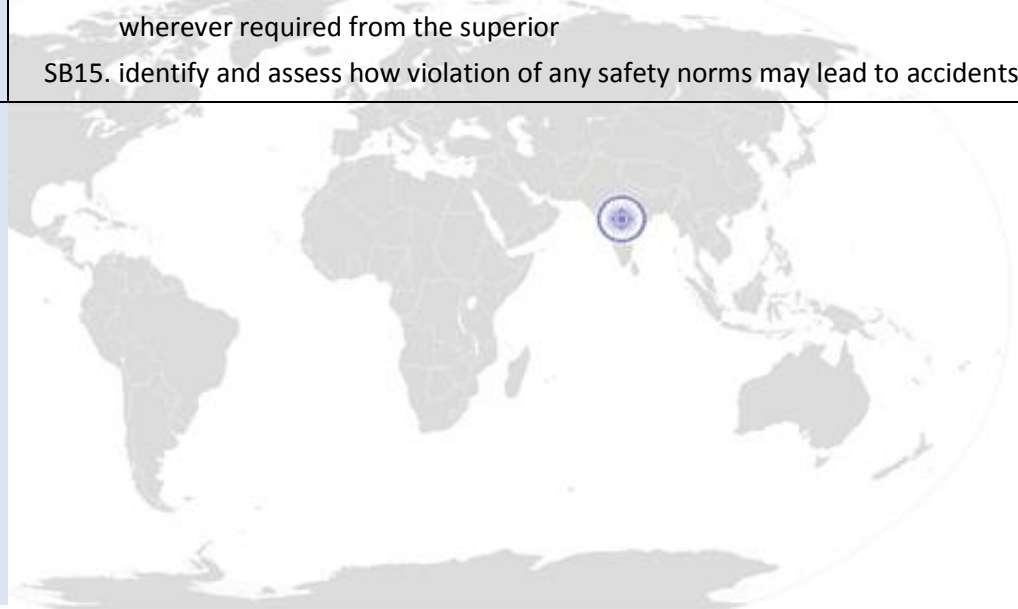 wherever required from the superior
SB15. identify and assess how violation of any safety norms may lead to accidents